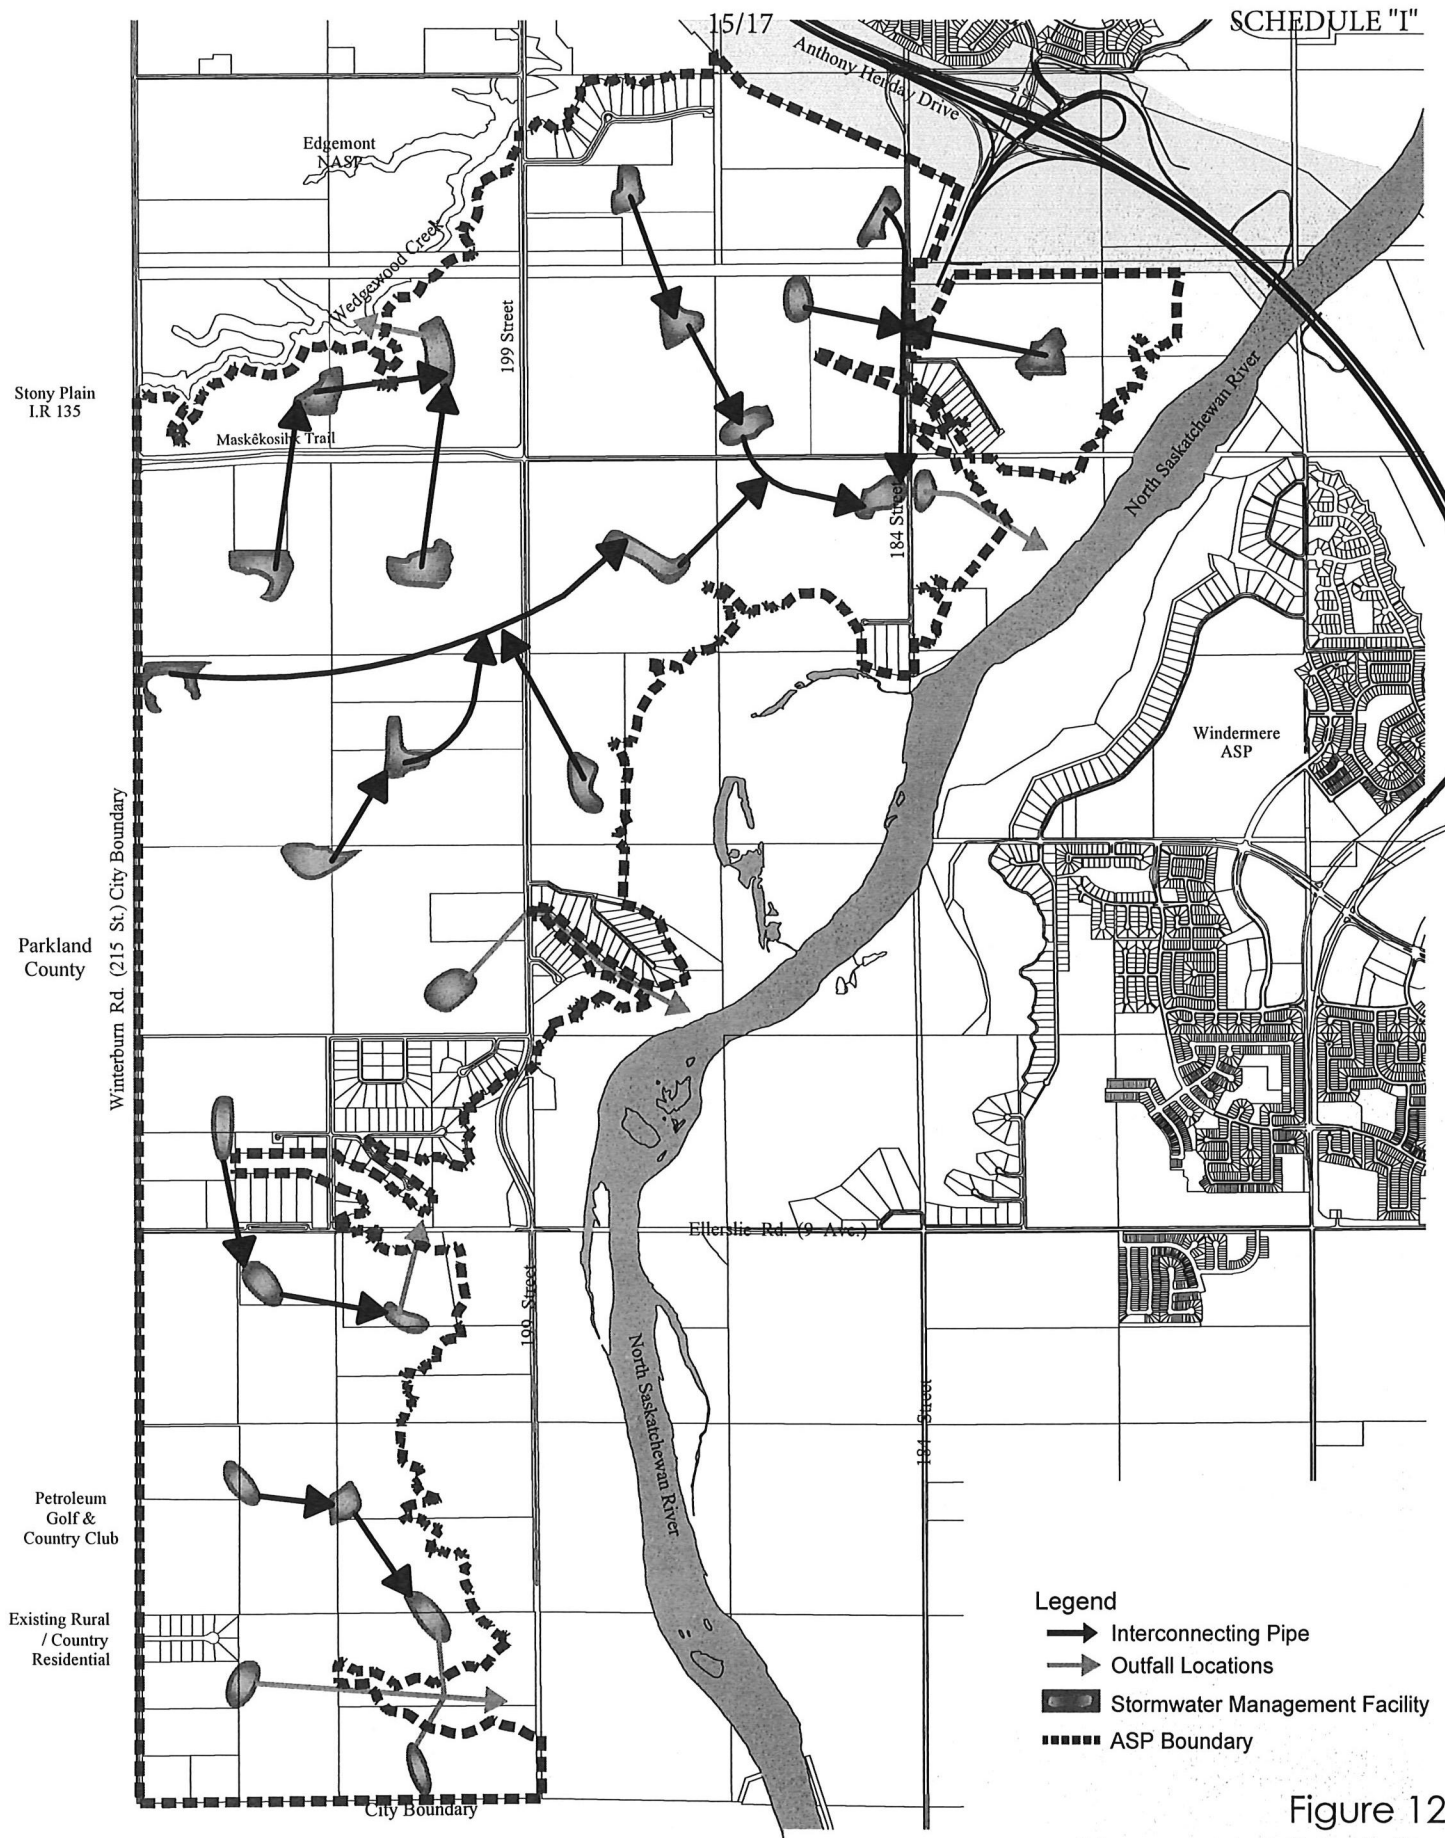 15/17
SCHEDULE "I"
Anthony Henday Drive
Edgemont
NASP
Wedgewood Creek
199 Street
Stony Plain
I.R 135
Maskêkosihk Trail
North Saskatchewan River
184 Street
Windermere
ASP
Winterburn Rd. (215 St.) City Boundary
Parkland
County
Ellerslie Rd. (9 Ave.)
199 Street
North Saskatchewan River
184 Street
Petroleum
Golf &
Country Club
Existing Rural
/ Country
Residential
City Boundary
Legend
Interconnecting Pipe
Outfall Locations
Stormwater Management Facility
ASP Boundary
Figure 12